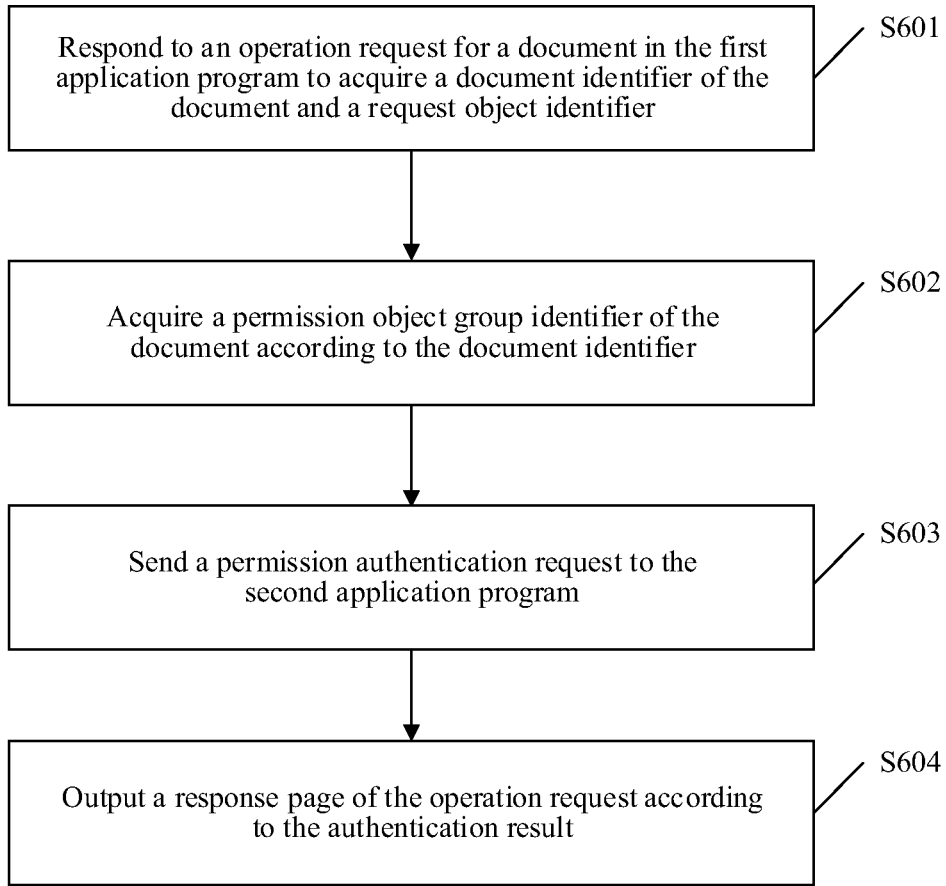 Respond to an operation request for a document in the first
application program to acquire a document identifier of the
document and a request object identifier
S601
Acquire a permission object group identifier of the
document according to the document identifier
S602
Send a permission authentication request to the
second application program
S603
Output a response page of the operation request according
to the authentication result
S604